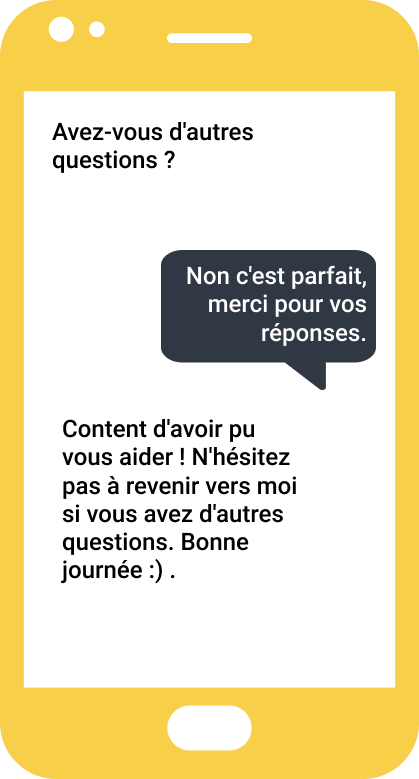 Avez-vous d'autres
questions ?
Non c'est parfait,
merci pour vos
réponses.
Content d'avoir pu
vous aider ! N'hésitez
pas à revenir vers moi
si vous avez d'autres
questions. Bonne
journée :) .